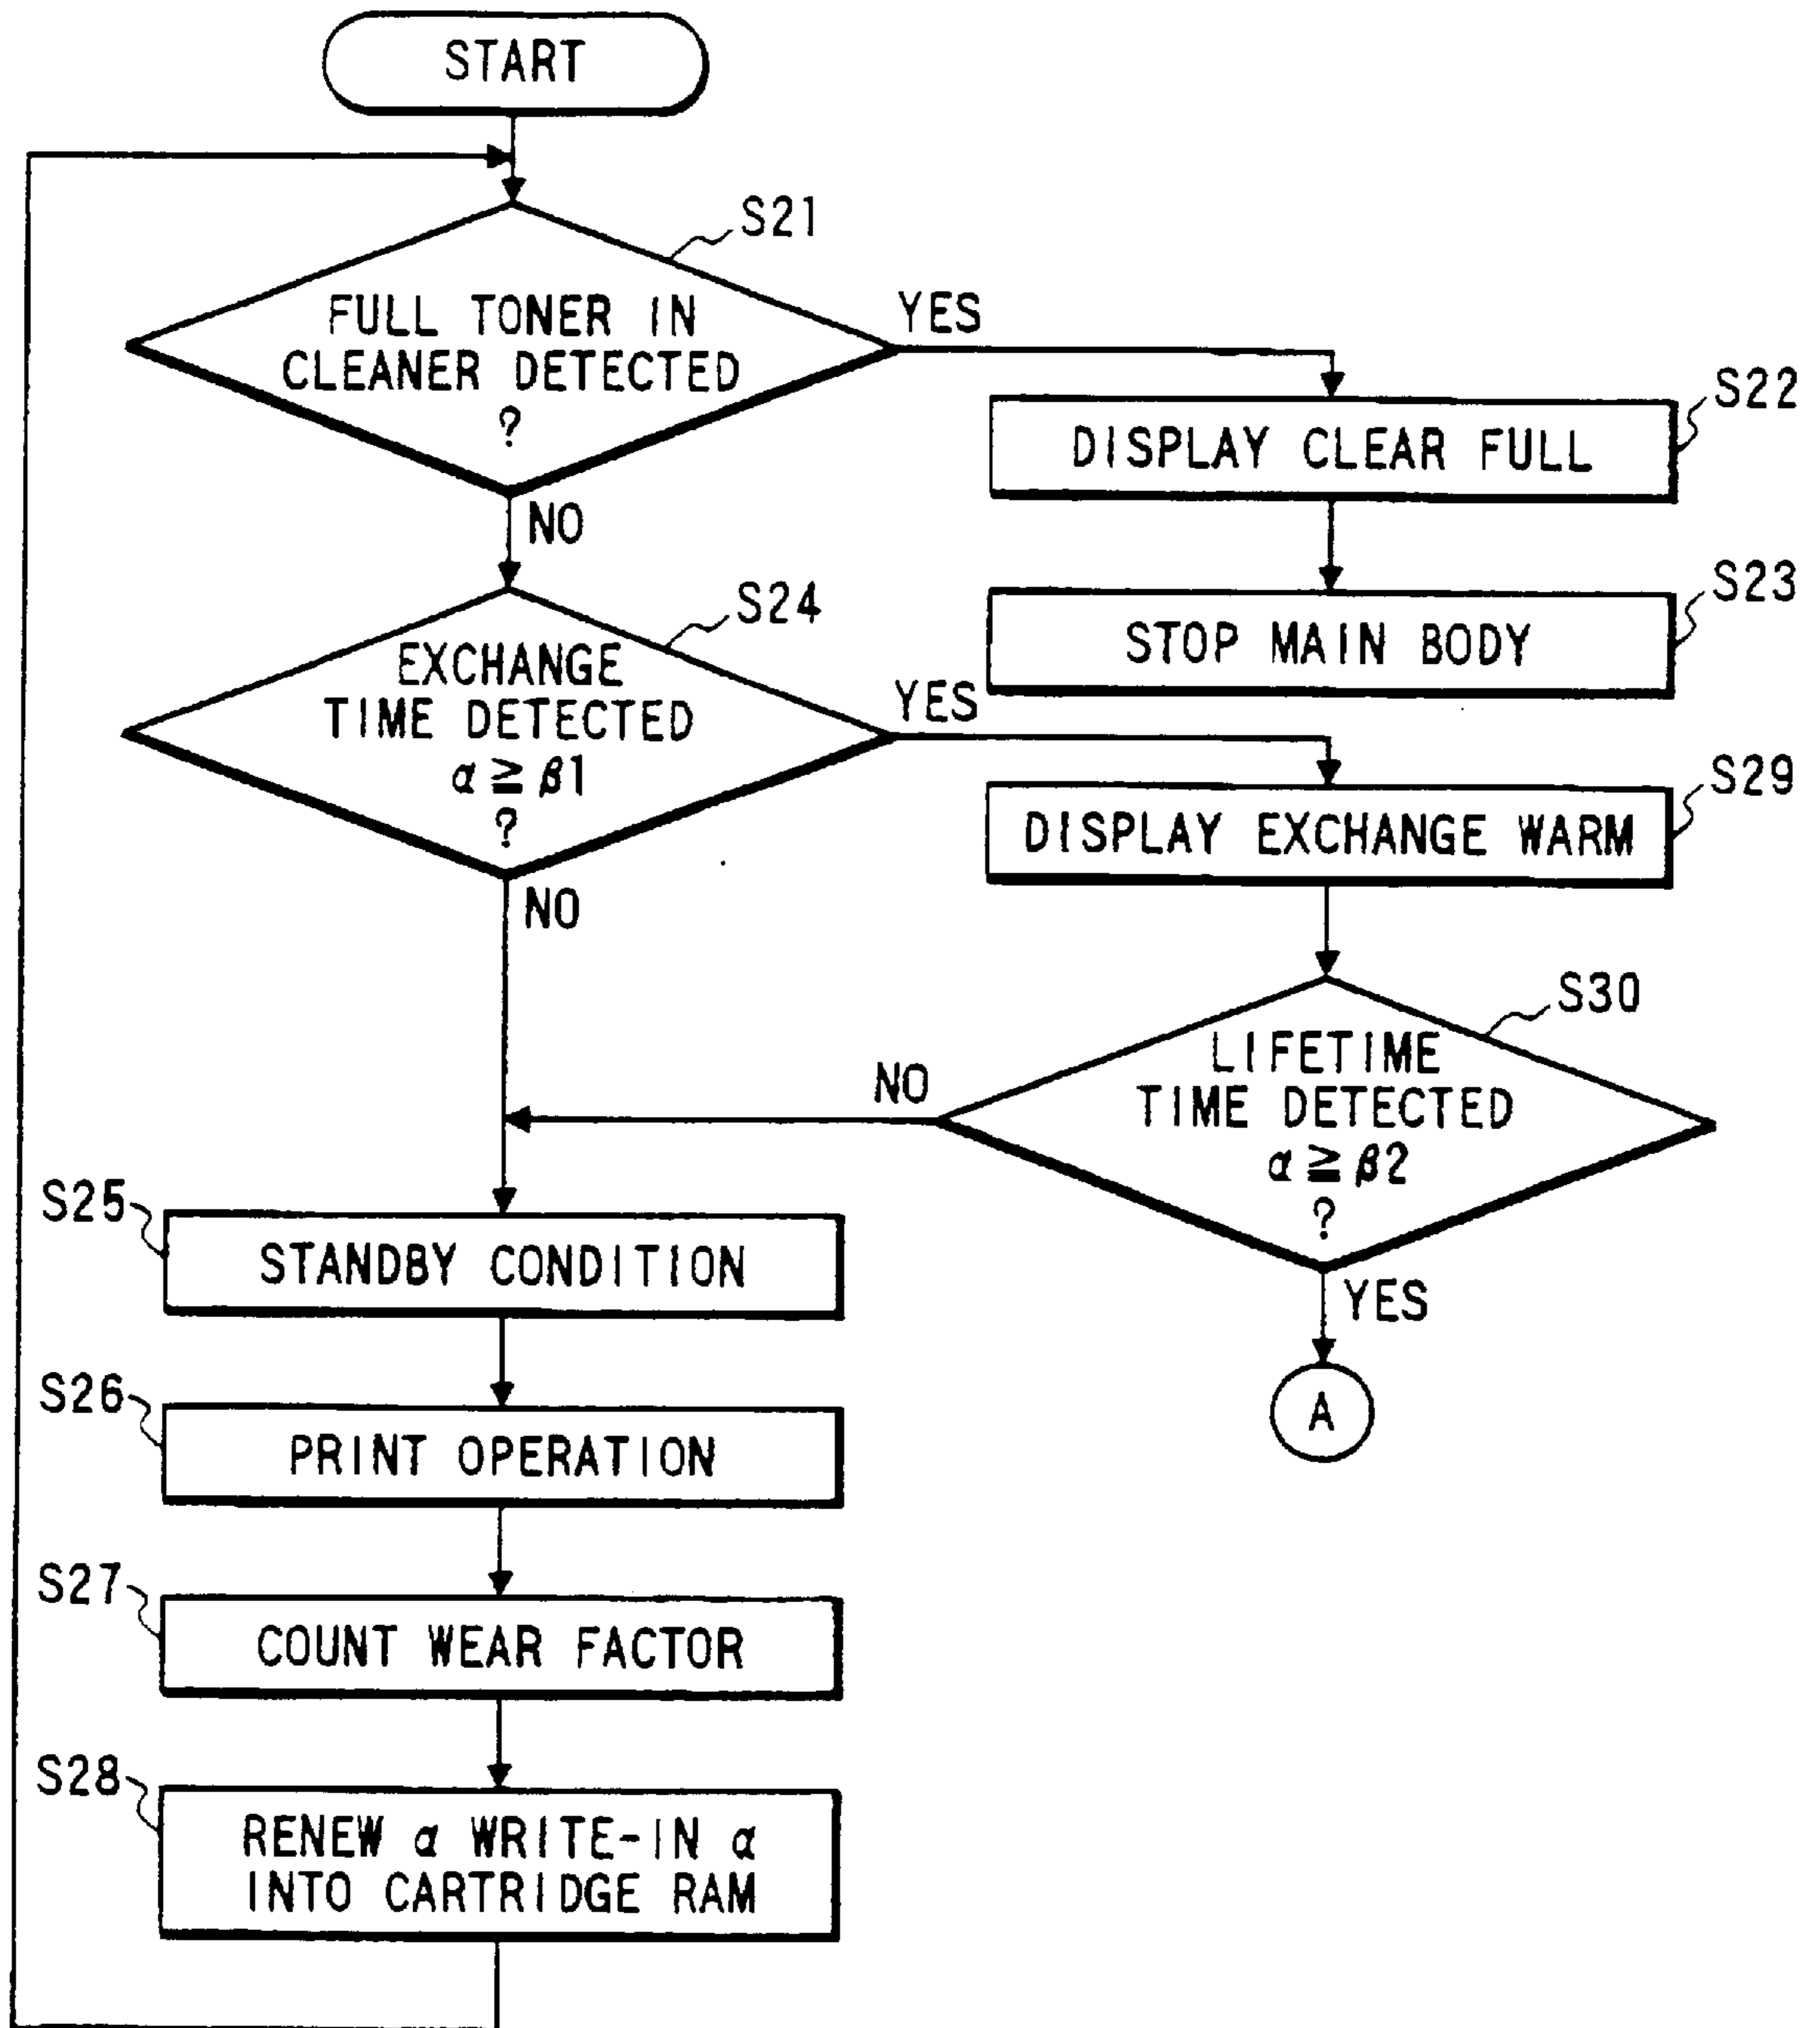 START
S21
FULL TONER IN
CLEANER DETECTED
?
YES
NO
S22
DISPLAY CLEAR FULL
S23
STOP MAIN BODY
S24
EXCHANGE
TIME DETECTED
α ≧ β1
?
YES
NO
S29
DISPLAY EXCHANGE WARM
S30
LIFETIME
TIME DETECTED
α ≧ β2
?
NO
YES
A
S25
STANDBY CONDITION
S26
PRINT OPERATION
S27
COUNT WEAR FACTOR
S28
RENEW α WRITE-IN α
INTO CARTRIDGE RAM